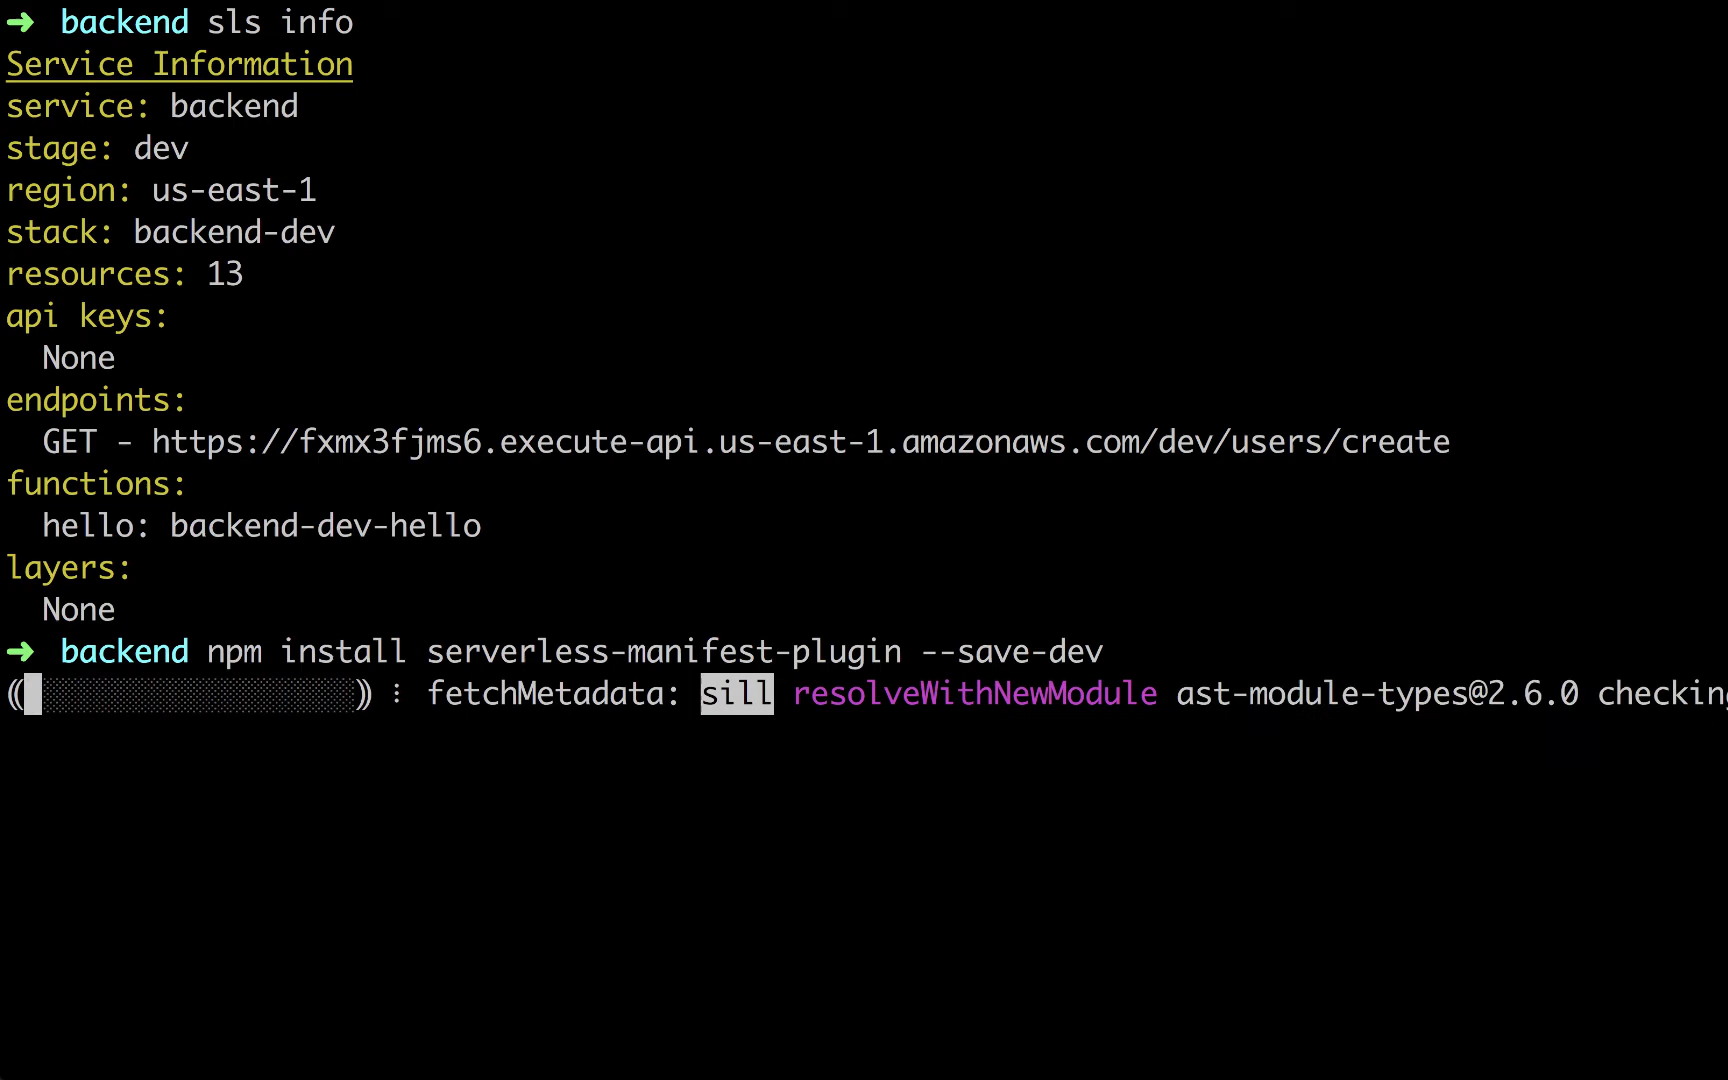 ➜ backend sls info
Service Information
service: backend
stage: dev
region: us-east-1
stack: backend-dev
resources: 13
api keys:
  None
endpoints:
  GET - https://fxmx3fjms6.execute-api.us-east-1.amazonaws.com/dev/users/create
functions:
  hello: backend-dev-hello
layers:
  None
➜ backend npm install serverless-manifest-plugin --save-dev
(█░░░░░░░░░░░░░░░░░) ⸽ fetchMetadata: sill resolveWithNewModule ast-module-types@2.6.0 checking